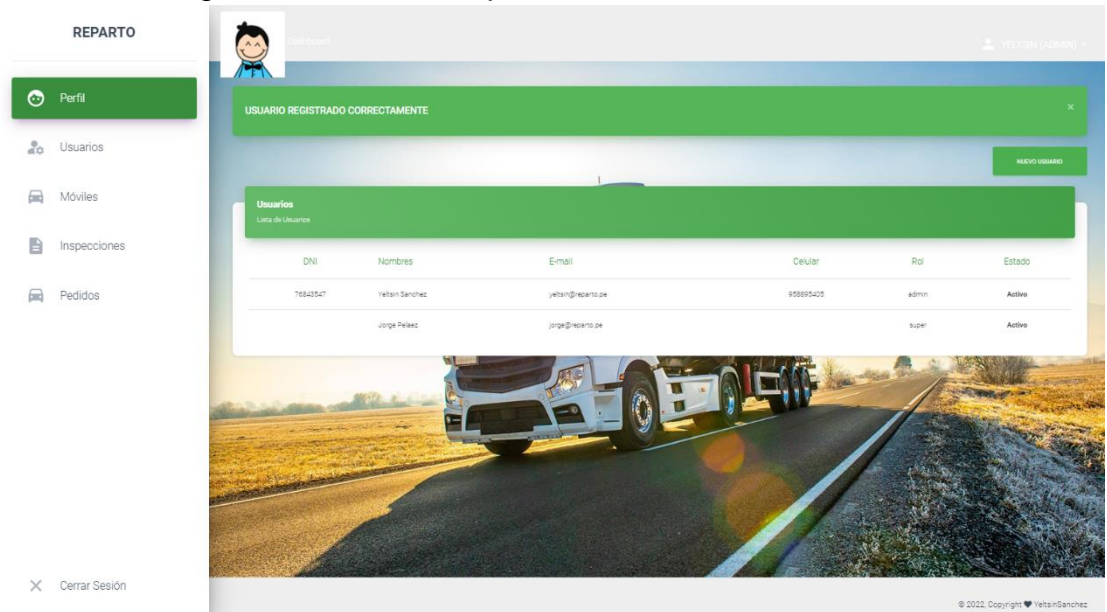 REPARTO
Dashboard
YELTSIN (ADMIN)
Perfil
Usuarios
Móviles
Inspecciones
Pedidos
Cerrar Sesión
USUARIO REGISTRADO CORRECTAMENTE ×
NUEVO USUARIO
Usuarios
Lista de Usuarios
DNI Nombres E-mail Celular Rol Estado
76843547 Yeltsin Sanchez yeltsin@reparto.pe 958895405 admin Activo
Jorge Pelaez jorge@reparto.pe super Activo
© 2022, Copyright ♥ YeltsinSanchez